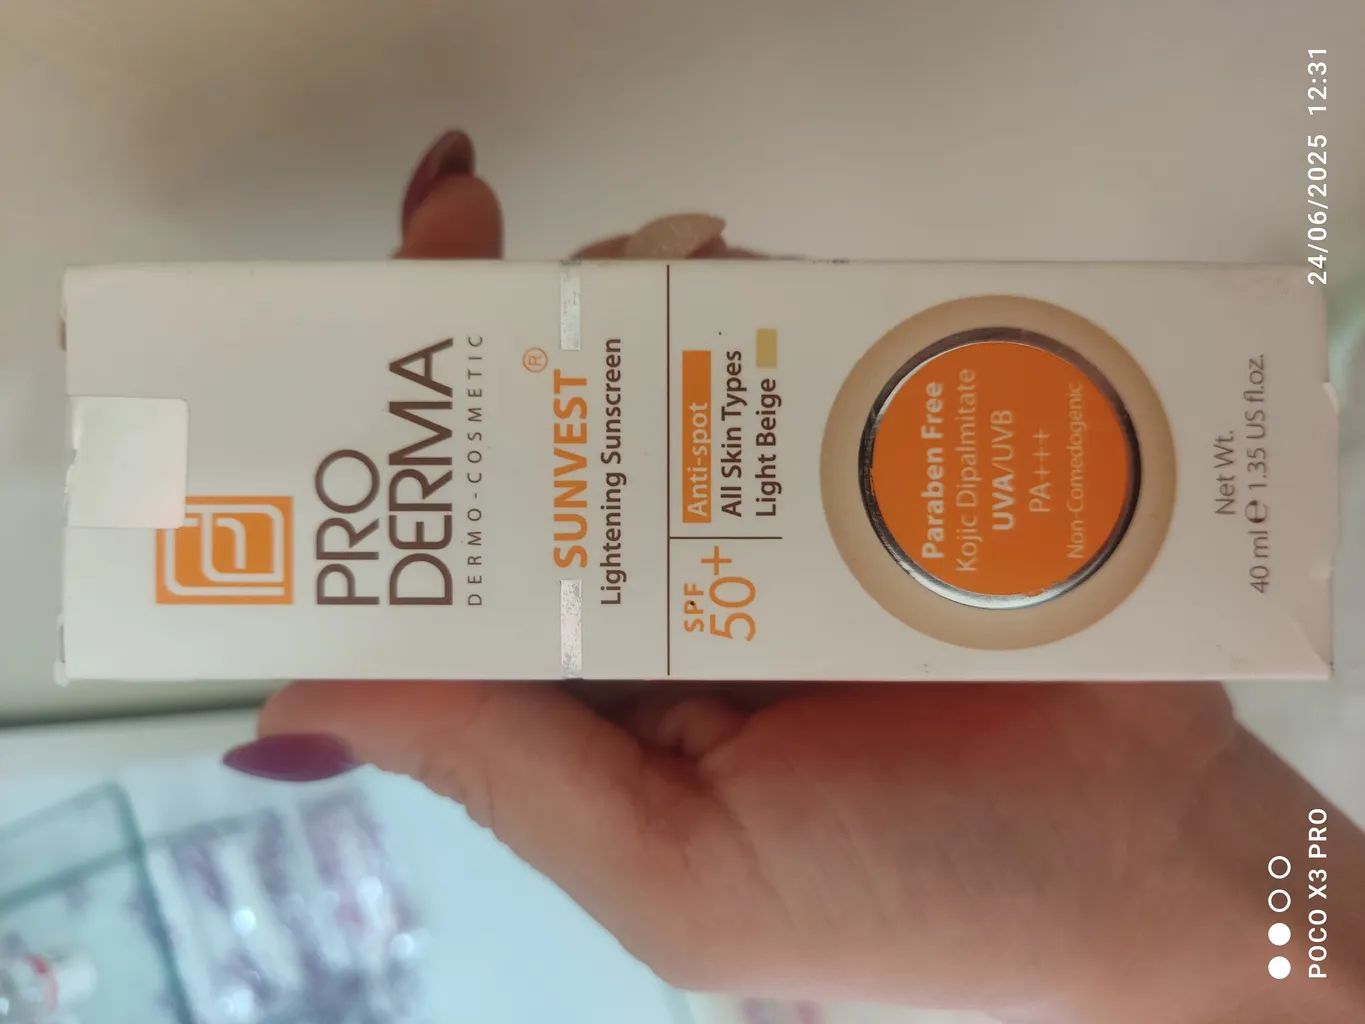 PRO
DERMA
DERMO-COSMETIC
SUNVEST®
Lightening Sunscreen
SPF
50+
Anti-spot
All Skin Types
Light Beige
Paraben Free
Kojic Dipalmitate
UVA/UVB
PA+++
Non-Comedogenic
Net Wt.
40 ml ℮ 1.35 US fl.oz.
POCO X3 PRO
24/06/2025 12:31